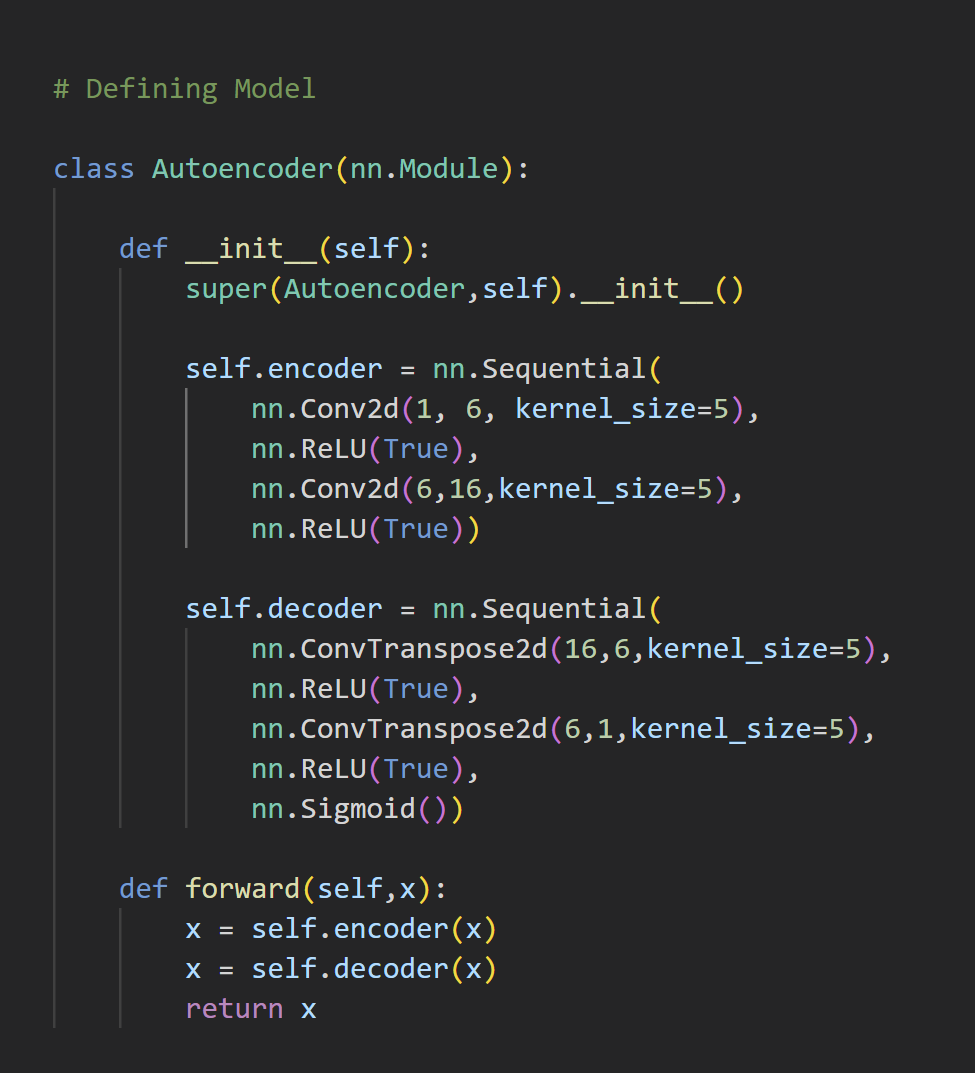 # Defining Model
class Autoencoder(nn.Module):
def __init__(self):
super(Autoencoder,self).__init__()
self.encoder = nn.Sequential(
nn.Conv2d(1, 6, kernel_size=5),
nn.ReLU(True),
nn.Conv2d(6,16,kernel_size=5),
nn.ReLU(True))
self.decoder = nn.Sequential(
nn.ConvTranspose2d(16,6,kernel_size=5),
nn.ReLU(True),
nn.ConvTranspose2d(6,1,kernel_size=5),
nn.ReLU(True),
nn.Sigmoid())
def forward(self,x):
x = self.encoder(x)
x = self.decoder(x)
return x